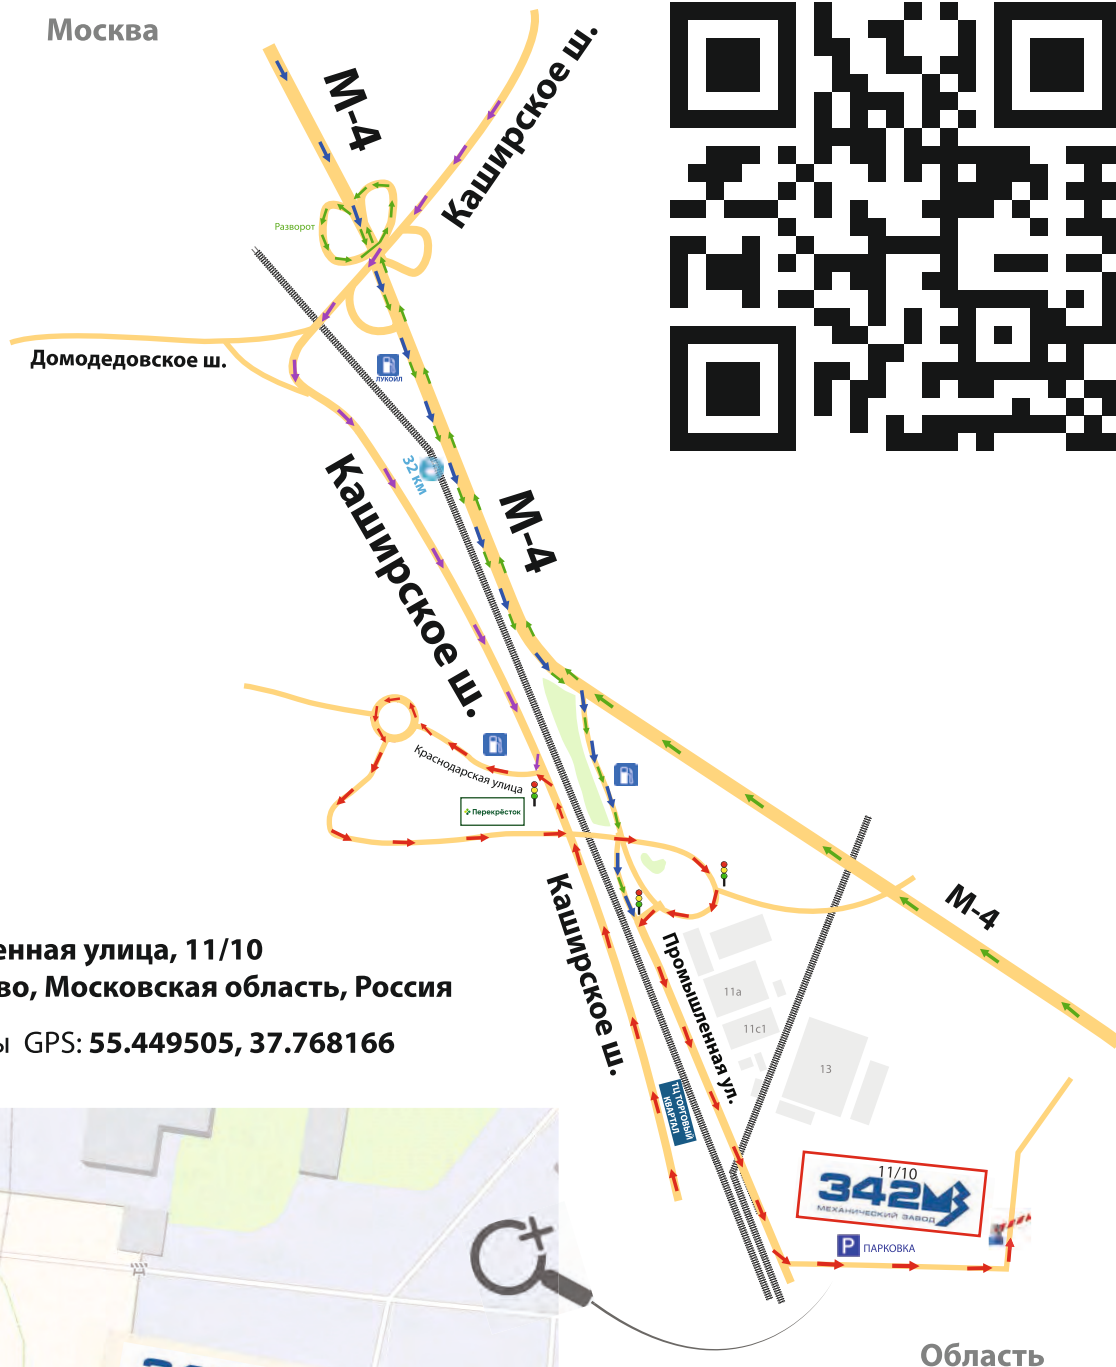 Москва
М-4
Каширское ш.
Разворот
Домодедовское ш.
ЛУКОЙЛ
32 км
М-4
Каширское ш.
Краснодарская улица
Перекрёсток
М-4
Каширское ш.
Промышленная ул.
11а
11с1
13
ТЦ ТОРГОВЫЙ
КВАРТАЛ
енная улица, 11/10
во, Московская область, Россия
ы GPS: 55.449505, 37.768166
11/10
342МЗ
МЕХАНИЧЕСКИЙ ЗАВОД
P ПАРКОВКА
Область